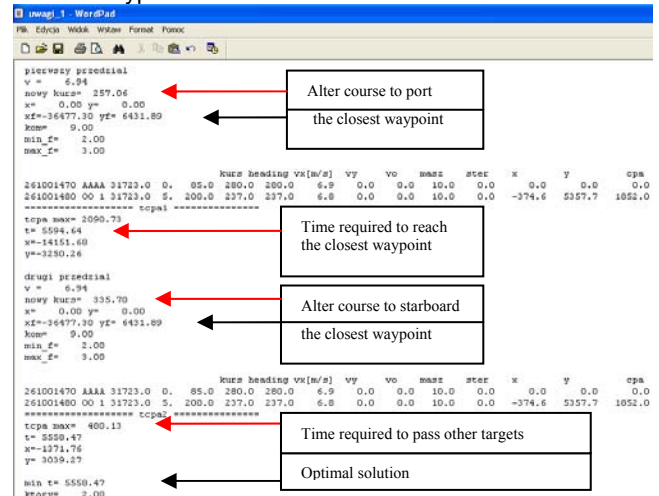 uwagi_1 - WordPad
Plik Edycja Widok Wstaw Format Pomoc
pierwszy przedzial
v = 6.94
nowy kurs= 257.06
x= 0.00 y= 0.00
xf=-36477.30 yf= 6431.89
kom= 9.00
min_f= 2.00
max_f= 3.00
Alter course to port
the closest waypoint
kurs heading vx[m/s] vy vo masz ster x y cpa
261001470 AAAA 31723.0 0. 85.0 280.0 280.0 6.9 0.0 0.0 10.0 0.0 0.0 0.0 0.0
261001480 OO 1 31723.0 5. 200.0 237.0 237.0 6.8 0.0 0.0 10.0 0.0 -374.6 5357.7 1852.0
=================== tcpa1 ===============
tcpa max= 2090.73
t= 5594.64
x=-14151.68
y=-3250.26
Time required to reach
the closest waypoint
drugi przedzial
v = 6.94
nowy kurs= 335.70
x= 0.00 y= 0.00
xf=-36477.30 yf= 6431.89
kom= 9.00
min_f= 2.00
max_f= 3.00
Alter course to starboard
the closest waypoint
kurs heading vx[m/s] vy vo masz ster x y cpa
261001470 AAAA 31723.0 0. 85.0 280.0 280.0 6.9 0.0 0.0 10.0 0.0 0.0 0.0 0.0
261001480 OO 1 31723.0 5. 200.0 237.0 237.0 6.8 0.0 0.0 10.0 0.0 -374.6 5357.7 1852.0
=================== tcpa2 ===============
tcpa max= 400.13
t= 5550.47
x=-1371.76
y= 3039.27
Time required to pass other targets
Optimal solution
min t= 5550.47
ktory= 2.00